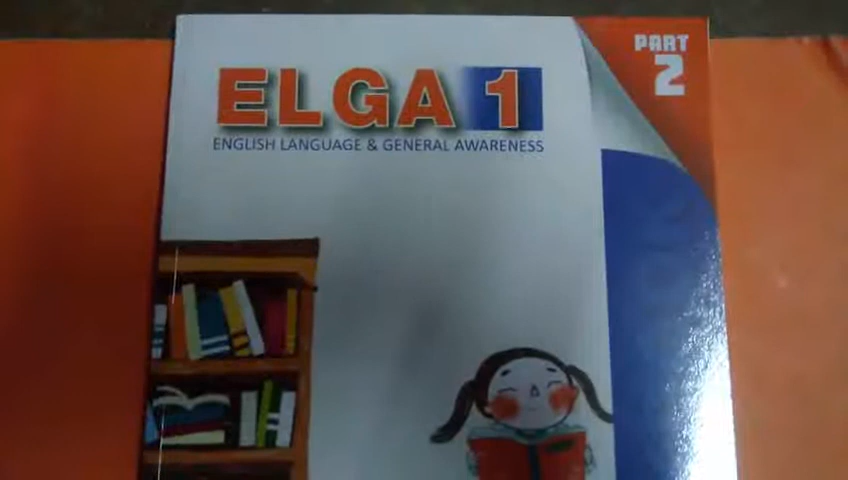 PART
2
ELGA 1
ENGLISH LANGUAGE & GENERAL AWARENESS